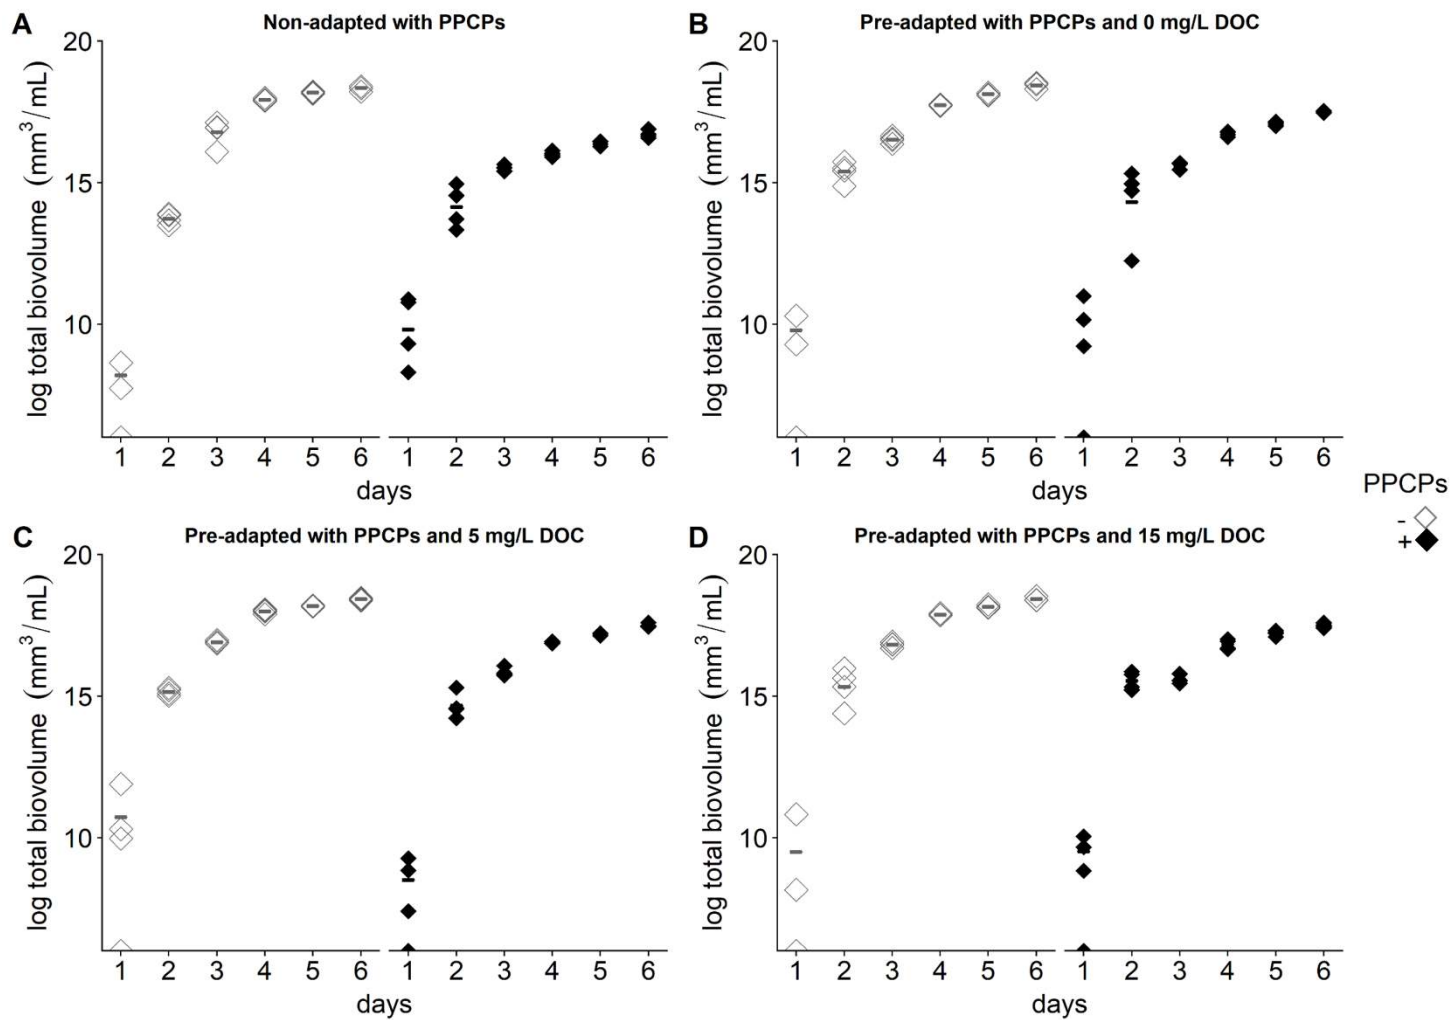 A Non-adapted with PPCPs
log total biovolume (mm³/mL)
20
15
10
1 2 3 4 5 6 1 2 3 4 5 6
days
B Pre-adapted with PPCPs and 0 mg/L DOC
log total biovolume (mm³/mL)
20
15
10
1 2 3 4 5 6 1 2 3 4 5 6
days
PPCPs
-
+
C Pre-adapted with PPCPs and 5 mg/L DOC
log total biovolume (mm³/mL)
20
15
10
1 2 3 4 5 6 1 2 3 4 5 6
days
D Pre-adapted with PPCPs and 15 mg/L DOC
log total biovolume (mm³/mL)
20
15
10
1 2 3 4 5 6 1 2 3 4 5 6
days